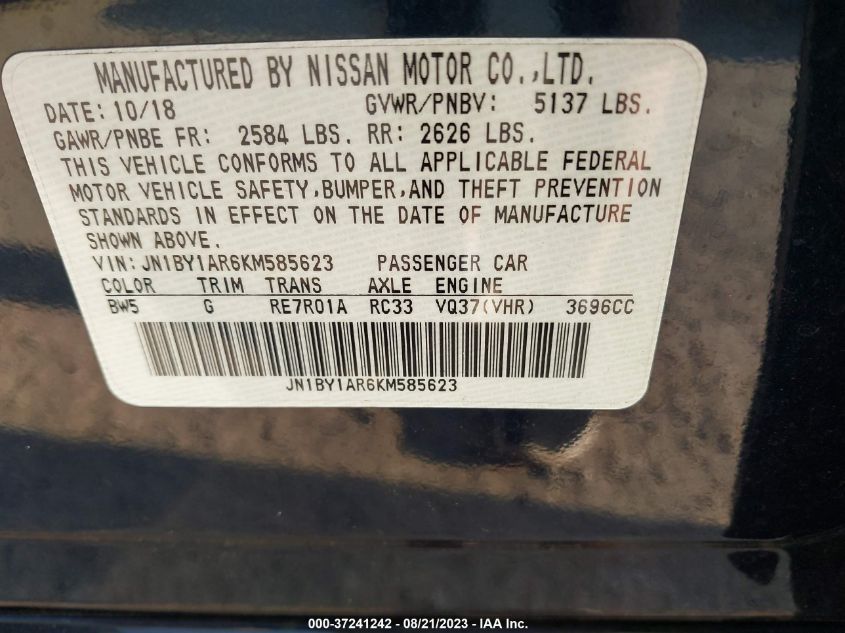 MANUFACTURED BY NISSAN MOTOR CO.,LTD.
DATE: 10/18 GVWR/PNBV: 5137 LBS.
GAWR/PNBE FR: 2584 LBS. RR: 2626 LBS.
THIS VEHICLE CONFORMS TO ALL APPLICABLE FEDERAL
MOTOR VEHICLE SAFETY,BUMPER,AND THEFT PREVENTION
STANDARDS IN EFFECT ON THE DATE OF MANUFACTURE
SHOWN ABOVE.
VIN:JN1BY1AR6KM585623 PASSENGER CAR
COLOR TRIM TRANS AXLE ENGINE
BW5 G RE7R01A RC33 VQ37(VHR) 3696CC
JN1BY1AR6KM585623
000-37241242 - 08/21/2023 - IAA Inc.